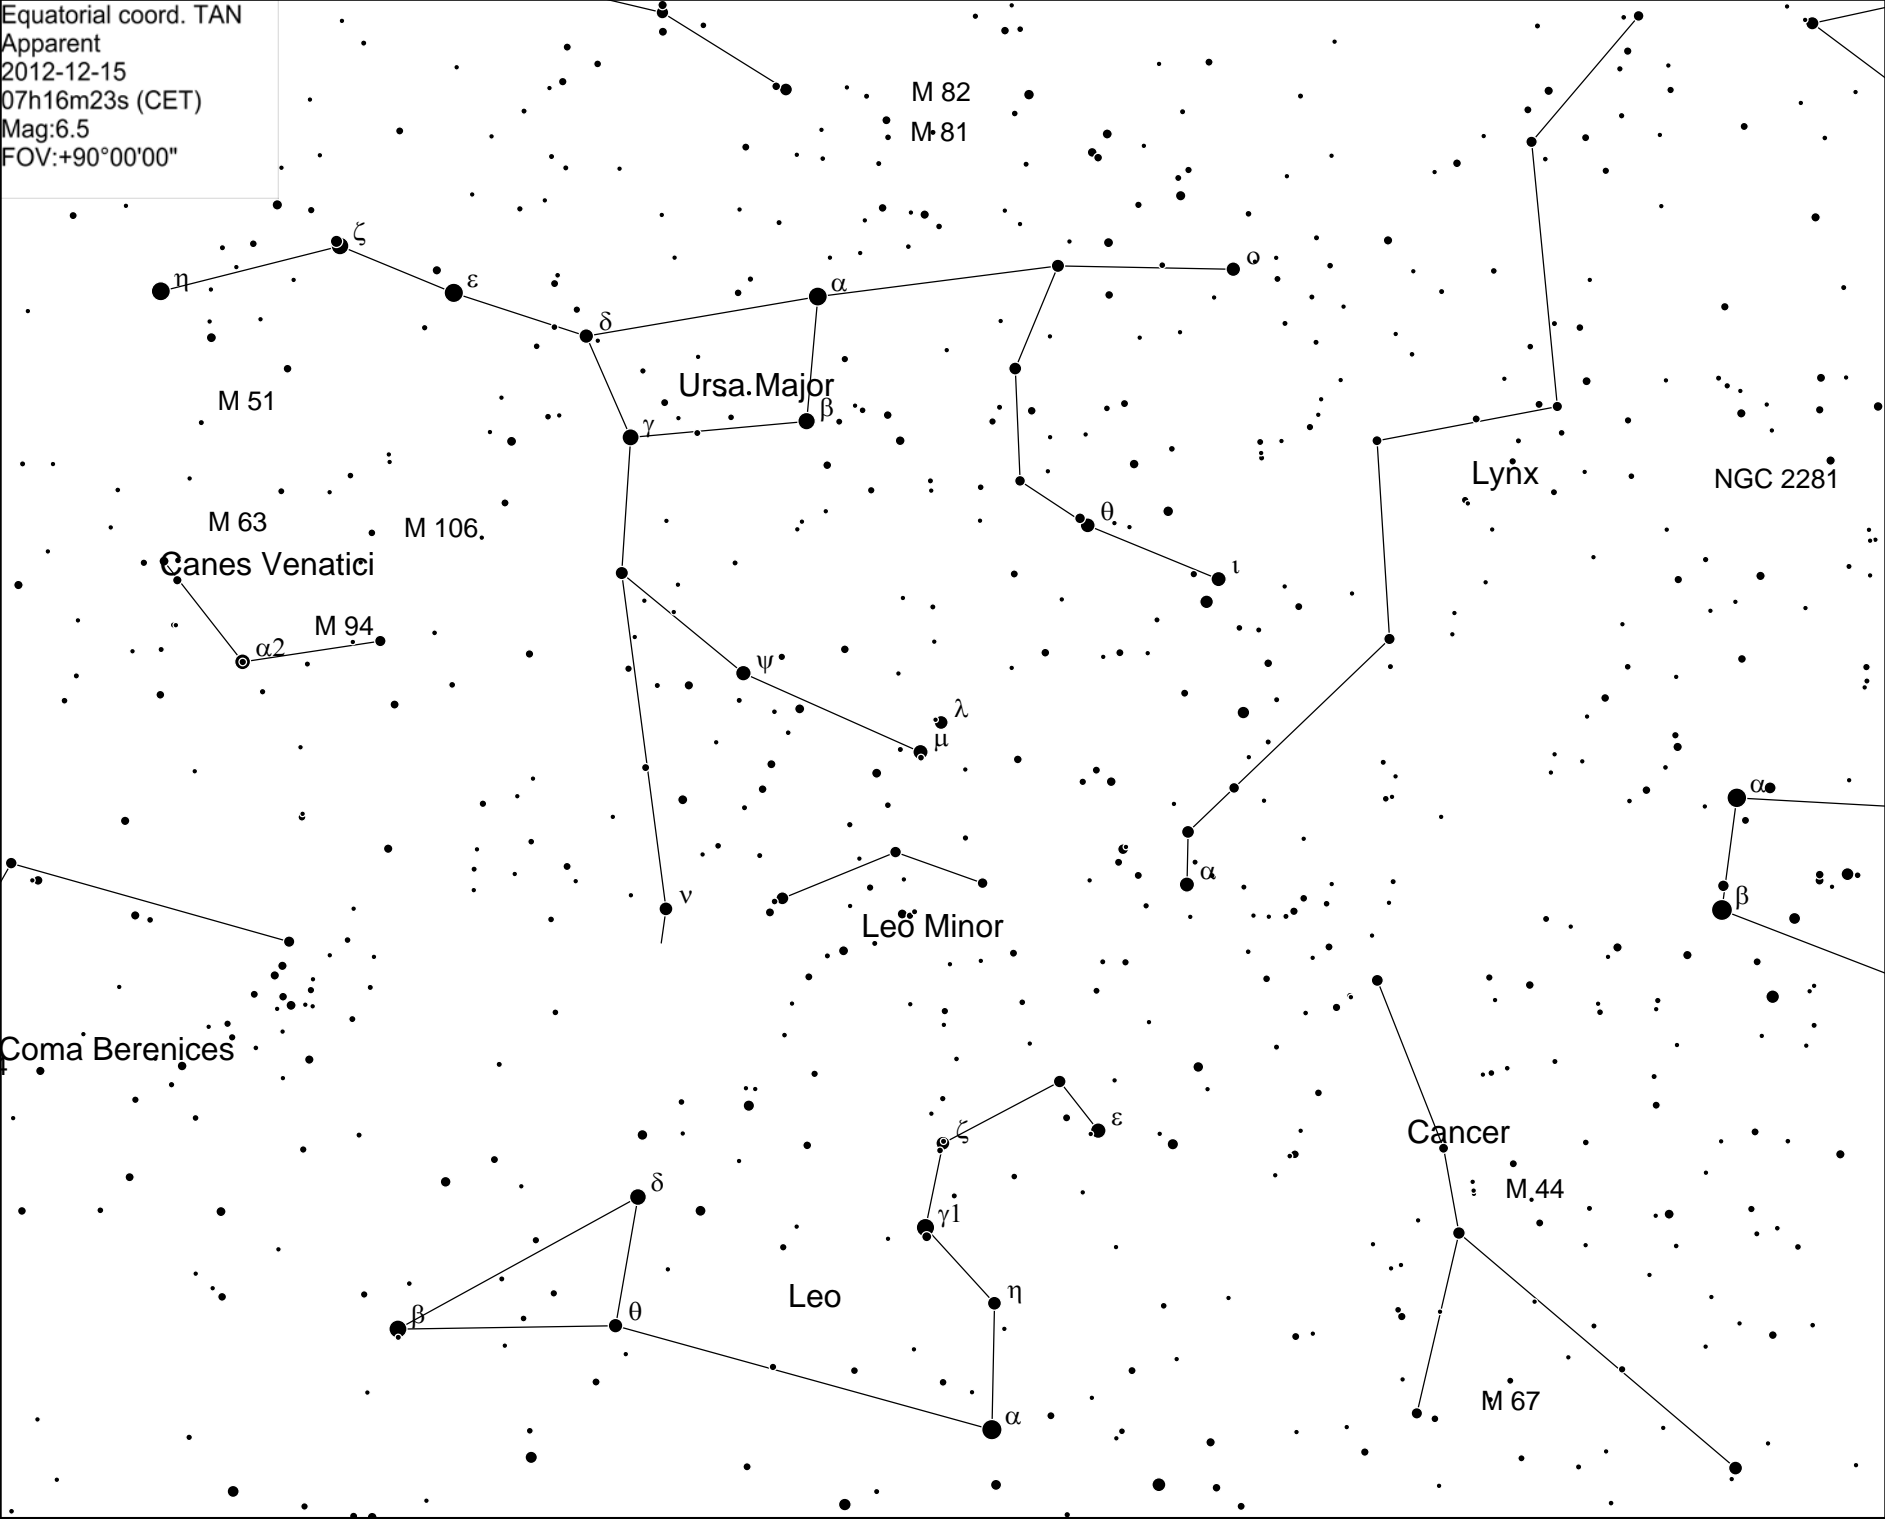 Equatorial coord. TAN
Apparent
2012-12-15
07h16m23s (CET)
Mag:6.5
FOV:+90°00'00"
M 82
M 81
ζ
η
ε
α
ο
δ
Ursa Major
β
M 51
γ
Lynx
NGC 2281
θ
M 63
M 106
Canes Venatici
ι
M 94
α2
ψ
λ
μ
α
α
ν
β
Leo Minor
Coma Berenices
ε
ζ
Cancer
δ
M 44
γ1
η
Leo
β
θ
M 67
α